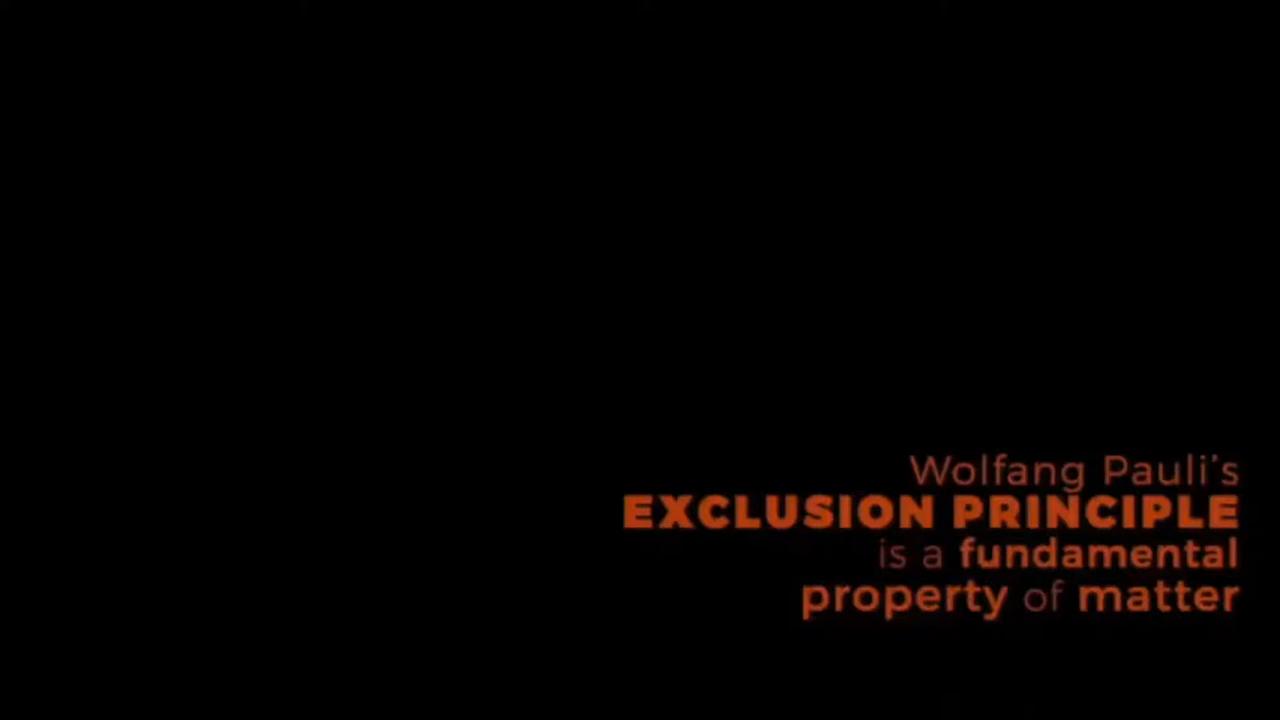 Wolfang Pauli's
EXCLUSION PRINCIPLE
is a fundamental
property of matter